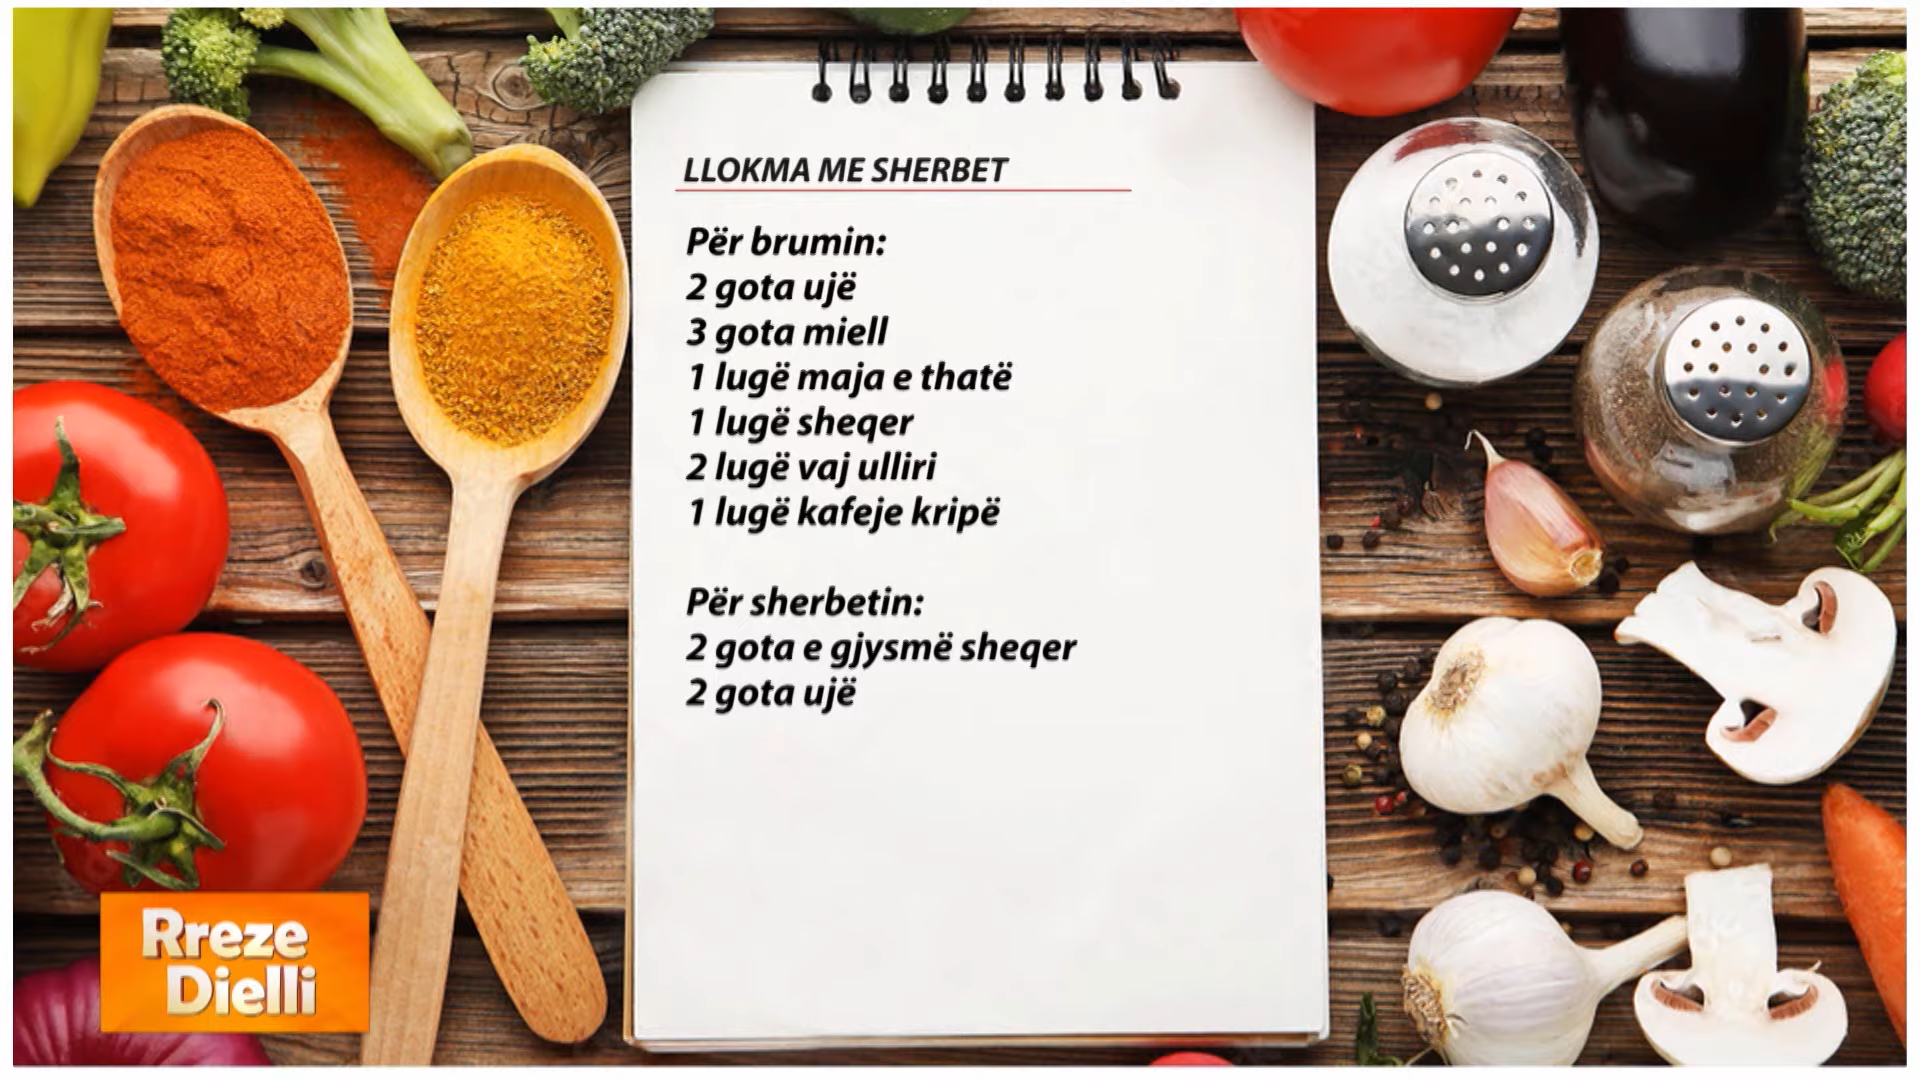 LLOKMA ME SHERBET
Për brumin:
2 gota ujë
3 gota miell
1 lugë maja e thatë
1 lugë sheqer
2 lugë vaj ulliri
1 lugë kafeje kripë
Për sherbetin:
2 gota e gjysmë sheqer
2 gota ujë
Rreze
Dielli